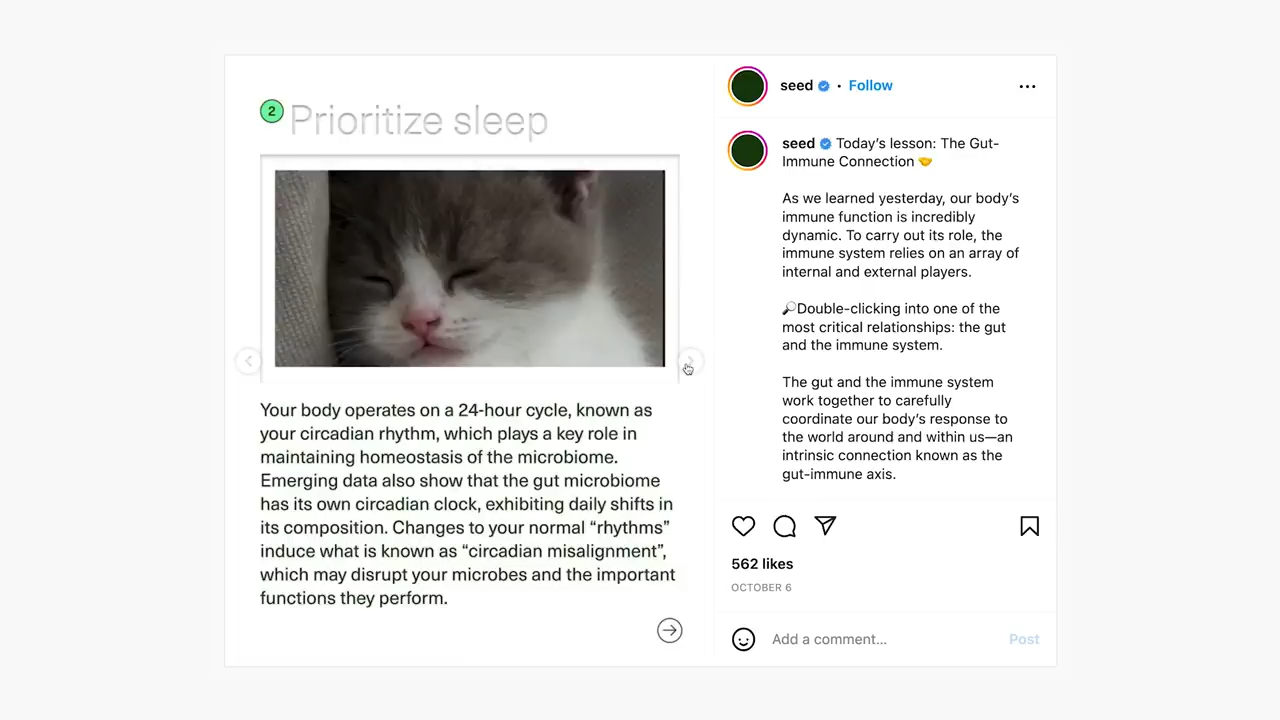 2
Prioritize sleep
Your body operates on a 24-hour cycle, known as
your circadian rhythm, which plays a key role in
maintaining homeostasis of the microbiome.
Emerging data also show that the gut microbiome
has its own circadian clock, exhibiting daily shifts in
its composition. Changes to your normal “rhythms”
induce what is known as “circadian misalignment”,
which may disrupt your microbes and the important
functions they perform.
seed • Follow
seed Today’s lesson: The Gut-
Immune Connection 🤝
As we learned yesterday, our body’s
immune function is incredibly
dynamic. To carry out its role, the
immune system relies on an array of
internal and external players.
🔎Double-clicking into one of the
most critical relationships: the gut
and the immune system.
The gut and the immune system
work together to carefully
coordinate our body’s response to
the world around and within us—an
intrinsic connection known as the
gut-immune axis.
562 likes
OCTOBER 6
Add a comment...
Post